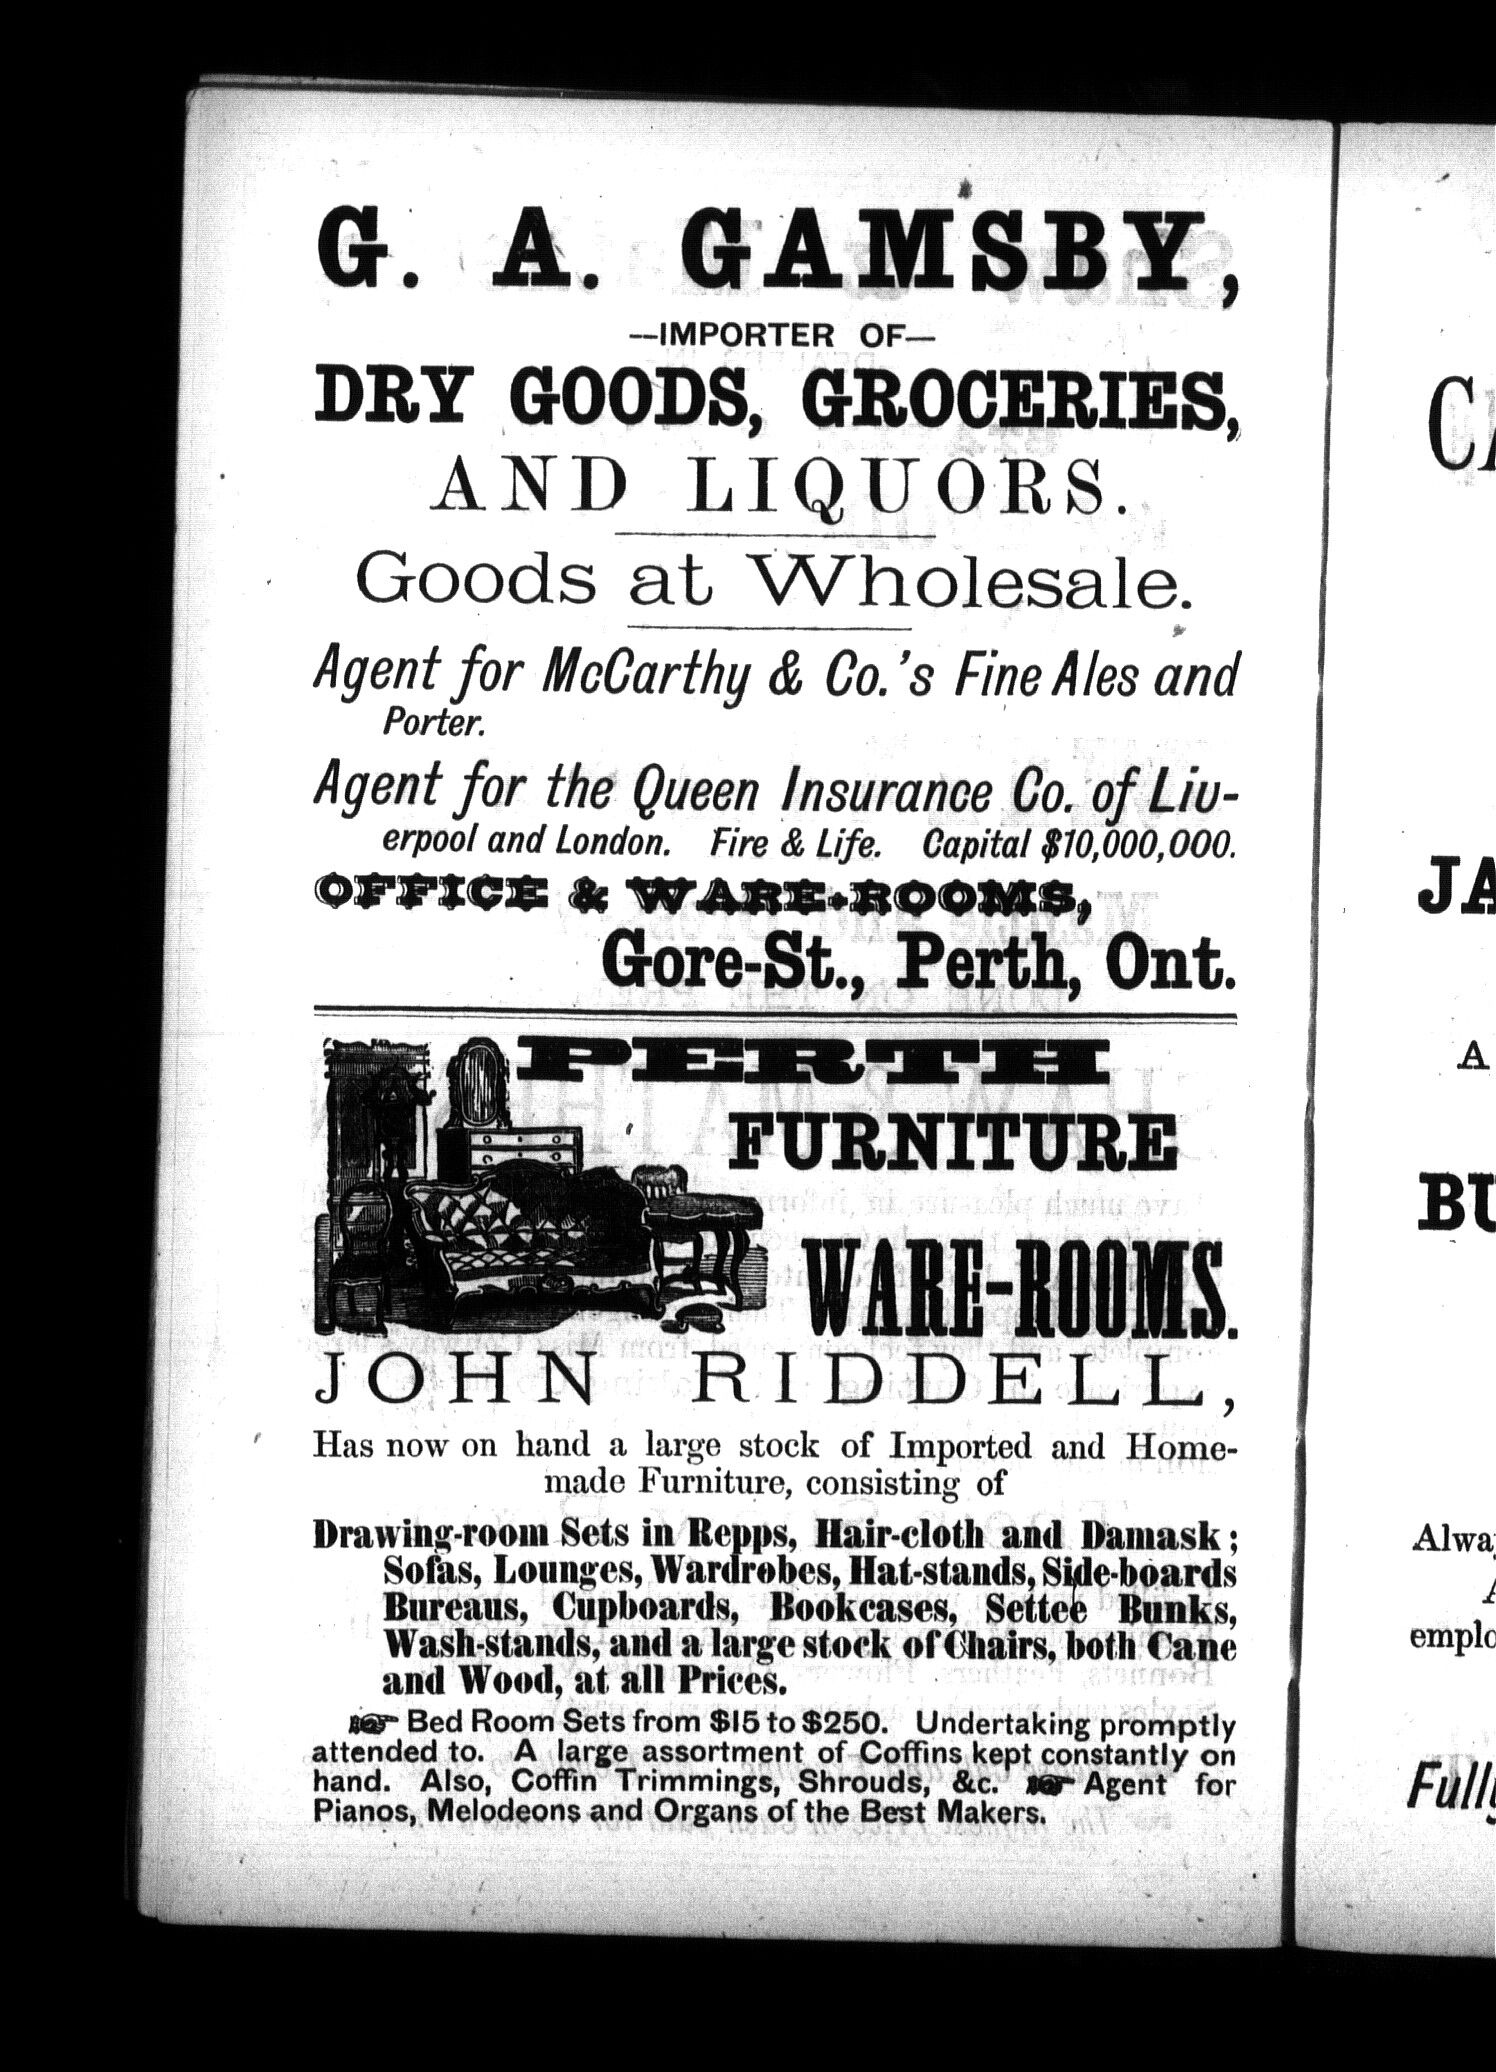 G. A. GAMSBY,
—IMPORTER OF—
DRY GOODS, GROCERIES,
AND LIQUORS.
Goods at Wholesale.
Agent for McCarthy & Co.'s Fine Ales and
Porter.
Agent for the Queen Insurance Co. of Liv-
erpool and London. Fire & Life. Capital $10,000,000.
OFFICE & WARE-ROOMS,
Gore-St., Perth, Ont.
PERTH
FURNITURE
WARE-ROOMS.
JOHN RIDDELL,
Has now on hand a large stock of Imported and Home-
made Furniture, consisting of
Drawing-room Sets in Repps, Hair-cloth and Damask;
Sofas, Lounges, Wardrobes, Hat-stands, Side-boards
Bureaus, Cupboards, Bookcases, Settee Bunks,
Wash-stands, and a large stock of Chairs, both Cane
and Wood, at all Prices.
☞ Bed Room Sets from $15 to $250. Undertaking promptly
attended to. A large assortment of Coffins kept constantly on
hand. Also, Coffin Trimmings, Shrouds, &c. ☞ Agent for
Pianos, Melodeons and Organs of the Best Makers.
CA
JA
A
BU
Alwa
A
emplo
Fully